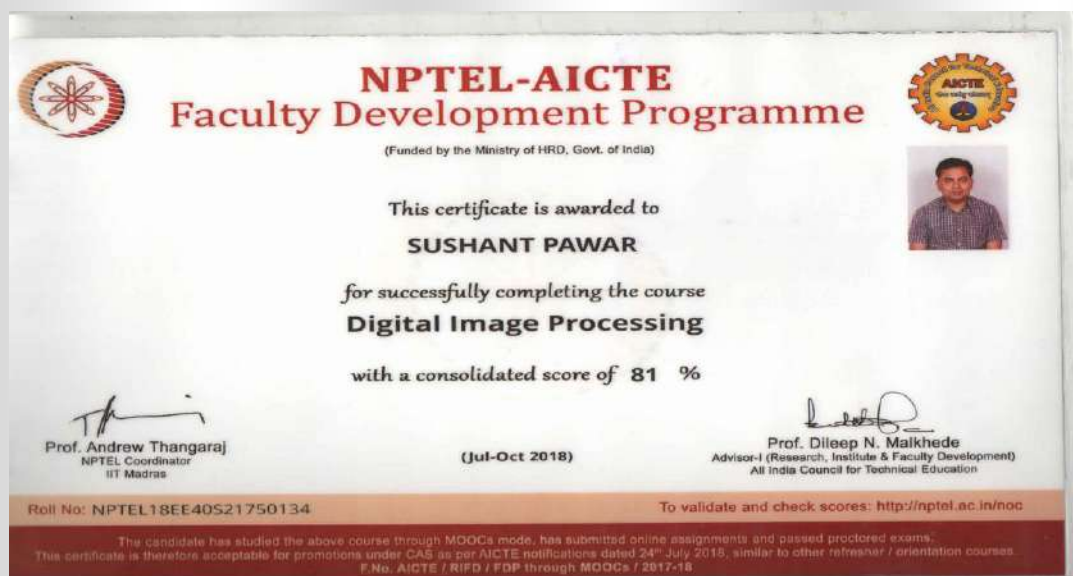 NPTEL-AICTE
Faculty Development Programme
(Funded by the Ministry of HRD, Govt. of India)
AICTE
This certificate is awarded to
SUSHANT PAWAR
for successfully completing the course
Digital Image Processing
with a consolidated score of 81 %
Prof. Andrew Thangaraj
NPTEL Coordinator
IIT Madras
(Jul-Oct 2018)
Prof. Dileep N. Malkhede
Advisor-I (Research, Institute & Faculty Development)
All India Council for Technical Education
Roll No: NPTEL18EE40S21750134
To validate and check scores: http://nptel.ac.in/noc
The candidate has studied the above course through MOOCs mode, has submitted online assignments and passed proctored exams.
This certificate is therefore acceptable for promotions under CAS as per AICTE notifications dated 24th July 2018, similar to other refresher / orientation courses.
F.No. AICTE / RIFD / FDP through MOOCs / 2017-18